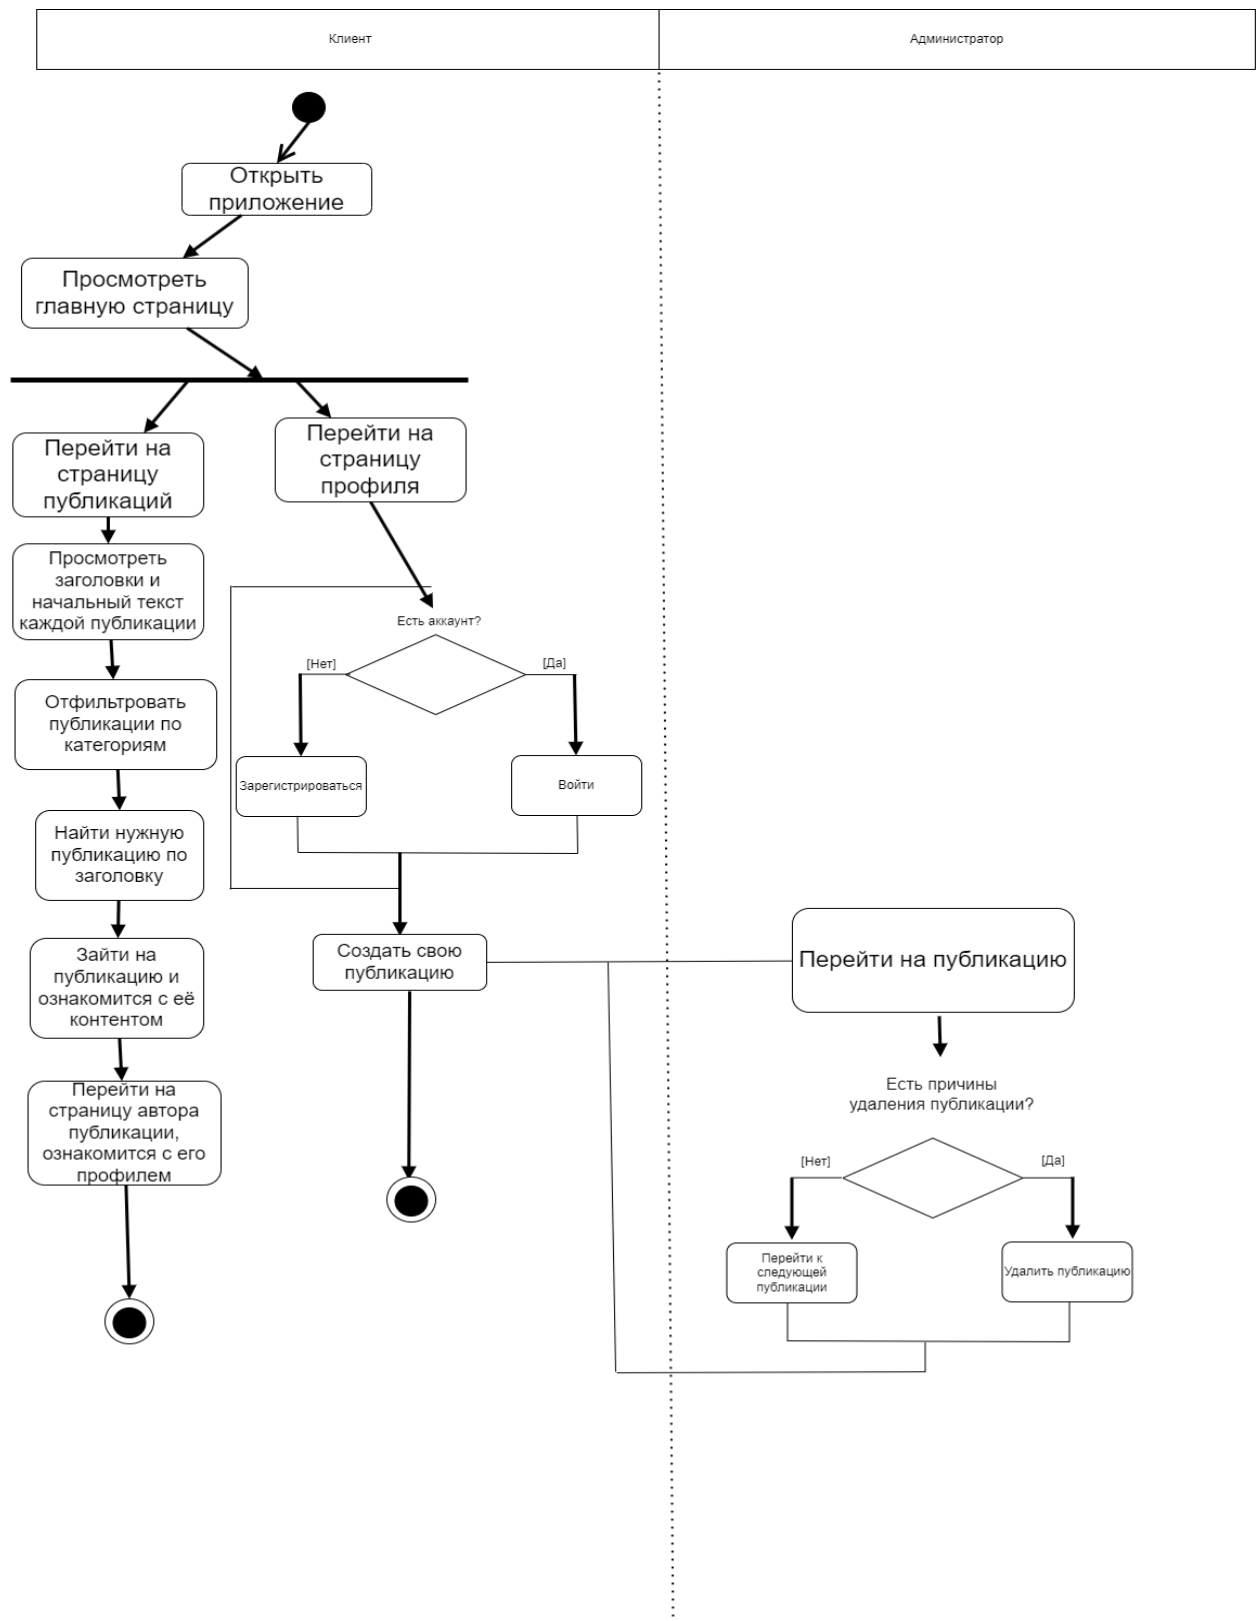 Клиент
Администратор
Открыть
приложение
Просмотреть
главную страницу
Перейти на
страницу
публикаций
Перейти на
страницу
профиля
Просмотреть
заголовки и
начальный текст
каждой публикации
Есть аккаунт?
[Нет]
[Да]
Отфильтровать
публикации по
категориям
Зарегистрироваться
Войти
Найти нужную
публикацию по
заголовку
Зайти на
публикацию и
ознакомится с её
контентом
Создать свою
публикацию
Перейти на публикацию
Перейти на
страницу автора
публикации,
ознакомится с его
профилем
Есть причины
удаления публикации?
[Нет]
[Да]
Перейти к
следующей
публикации
Удалить публикацию